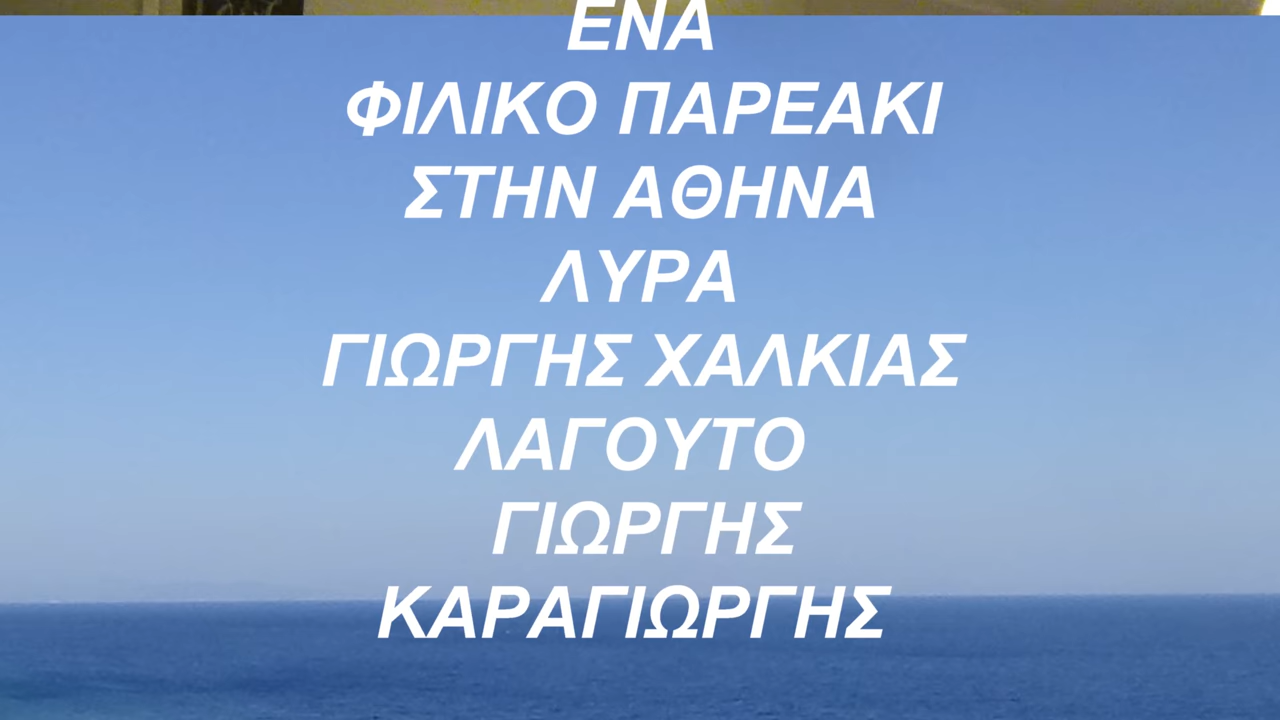 ΕΝΑ
ΦΙΛΙΚΟ ΠΑΡΕΑΚΙ
ΣΤΗΝ ΑΘΗΝΑ
ΛΥΡΑ
ΓΙΩΡΓΗΣ ΧΑΛΚΙΑΣ
ΛΑΓΟΥΤΟ
ΓΙΩΡΓΗΣ
ΚΑΡΑΓΙΩΡΓΗΣ